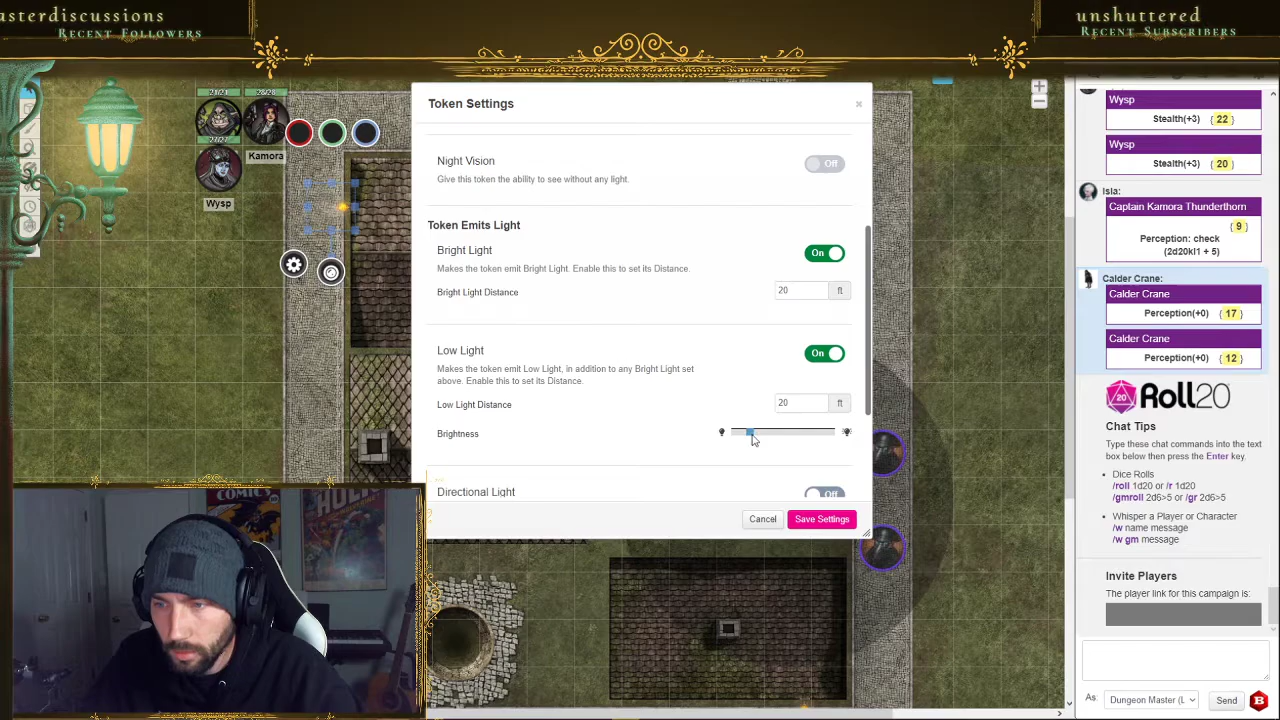 asterdiscussions
Recent Followers
unshuttered
Recent Subscribers
21/21
28/28
27/27
Kamora
Wysp
Token Settings
×
Night Vision
Off
Give this token the ability to see without any light.
Token Emits Light
Bright Light
On
Makes the token emit Bright Light. Enable this to set its Distance.
Bright Light Distance
20
ft
Low Light
On
Makes the token emit Low Light, in addition to any Bright Light set
above. Enable this to set its Distance.
Low Light Distance
20
ft
Brightness
Directional Light
Off
Cancel
Save Settings
Wysp
Stealth(+3) { 22 }
Wysp
Stealth(+3) { 20 }
Isla:
Captain Kamora Thunderthorn
{ 9 }
Perception: check
(2d20kl1 + 5)
Calder Crane:
Calder Crane
Perception(+0) { 17 }
Calder Crane
Perception(+0) { 12 }
20 Roll20
Chat Tips
Type these chat commands into the text
box below then press the Enter key.
• Dice Rolls
/roll 1d20 or /r 1d20
/gmroll 2d6>5 or /gr 2d6>5
• Whisper a Player or Character
/w name message
/w gm message
Invite Players
The player link for this campaign is:
As:
Dungeon Master (L
Send
B
COMICS